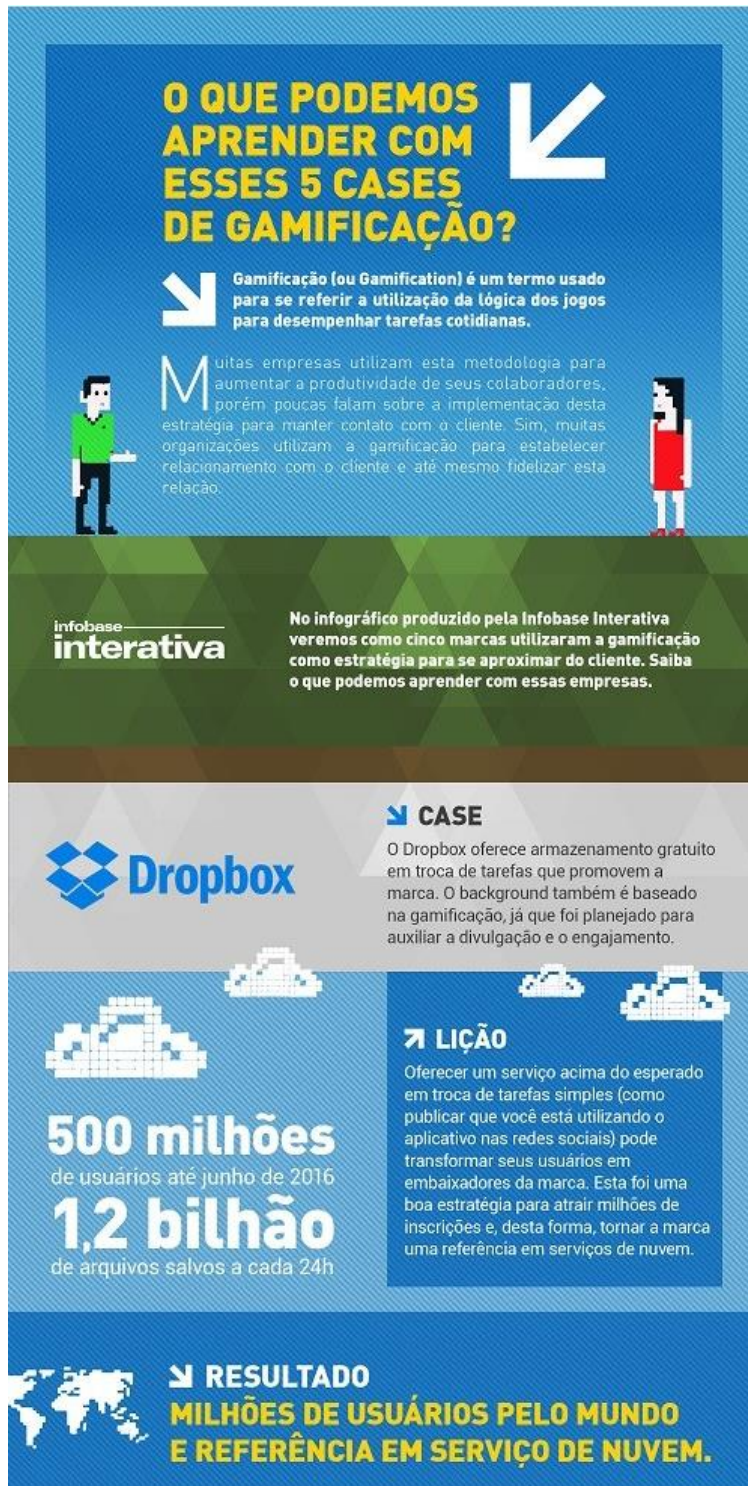 O QUE PODEMOS
APRENDER COM
ESSES 5 CASES
DE GAMIFICAÇÃO?
Gamificação (ou Gamification) é um termo usado
para se referir a utilização da lógica dos jogos
para desempenhar tarefas cotidianas.
Muitas empresas utilizam esta metodologia para
aumentar a produtividade de seus colaboradores,
porém poucas falam sobre a implementação desta
estratégia para manter contato com o cliente. Sim, muitas
organizações utilizam a gamificação para estabelecer
relacionamento com o cliente e até mesmo fidelizar esta
relação.
infobase
interativa
No infográfico produzido pela Infobase Interativa
veremos como cinco marcas utilizaram a gamificação
como estratégia para se aproximar do cliente. Saiba
o que podemos aprender com essas empresas.
Dropbox
CASE
O Dropbox oferece armazenamento gratuito
em troca de tarefas que promovem a
marca. O background também é baseado
na gamificação, já que foi planejado para
auxiliar a divulgação e o engajamento.
500 milhões
de usuários até junho de 2016
1,2 bilhão
de arquivos salvos a cada 24h
LIÇÃO
Oferecer um serviço acima do esperado
em troca de tarefas simples (como
publicar que você está utilizando o
aplicativo nas redes sociais) pode
transformar seus usuários em
embaixadores da marca. Esta foi uma
boa estratégia para atrair milhões de
inscrições e, desta forma, tornar a marca
uma referência em serviços de nuvem.
RESULTADO
MILHÕES DE USUÁRIOS PELO MUNDO
E REFERÊNCIA EM SERVIÇO DE NUVEM.